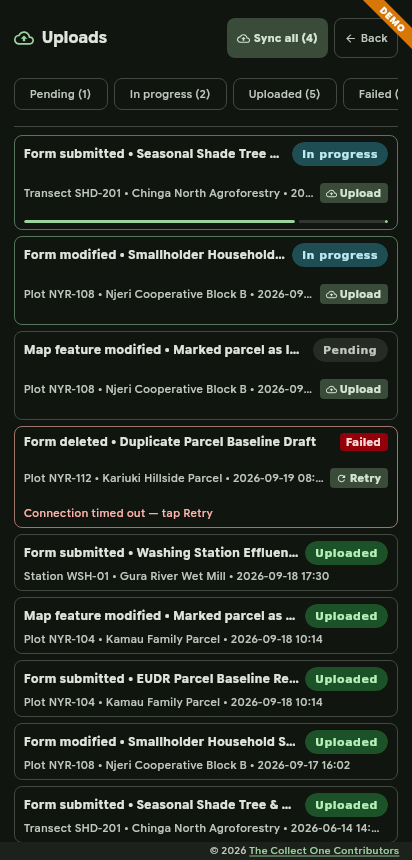 DEMO
Uploads
Sync all (4)
← Back
Pending (1)
In progress (2)
Uploaded (5)
Failed (
Form submitted • Seasonal Shade Tree ...
In progress
Transect SHD-201 • Chinga North Agroforestry • 20...
Upload
Form modified • Smallholder Household...
In progress
Plot NYR-108 • Njeri Cooperative Block B • 2026-09...
Upload
Map feature modified • Marked parcel as I...
Pending
Plot NYR-108 • Njeri Cooperative Block B • 2026-09...
Upload
Form deleted • Duplicate Parcel Baseline Draft
Failed
Plot NYR-112 • Kariuki Hillside Parcel • 2026-09-19 08:...
Retry
Connection timed out — tap Retry
Form submitted • Washing Station Effluen...
Uploaded
Station WSH-01 • Gura River Wet Mill • 2026-09-18 17:30
Map feature modified • Marked parcel as ...
Uploaded
Plot NYR-104 • Kamau Family Parcel • 2026-09-18 10:14
Form submitted • EUDR Parcel Baseline Re...
Uploaded
Plot NYR-104 • Kamau Family Parcel • 2026-09-18 10:14
Form modified • Smallholder Household S...
Uploaded
Plot NYR-108 • Njeri Cooperative Block B • 2026-09-17 16:02
Form submitted • Seasonal Shade Tree & ...
Uploaded
Transect SHD-201 • Chinga North Agroforestry • 2026-06-14 14:...
© 2026 The Collect One Contributors